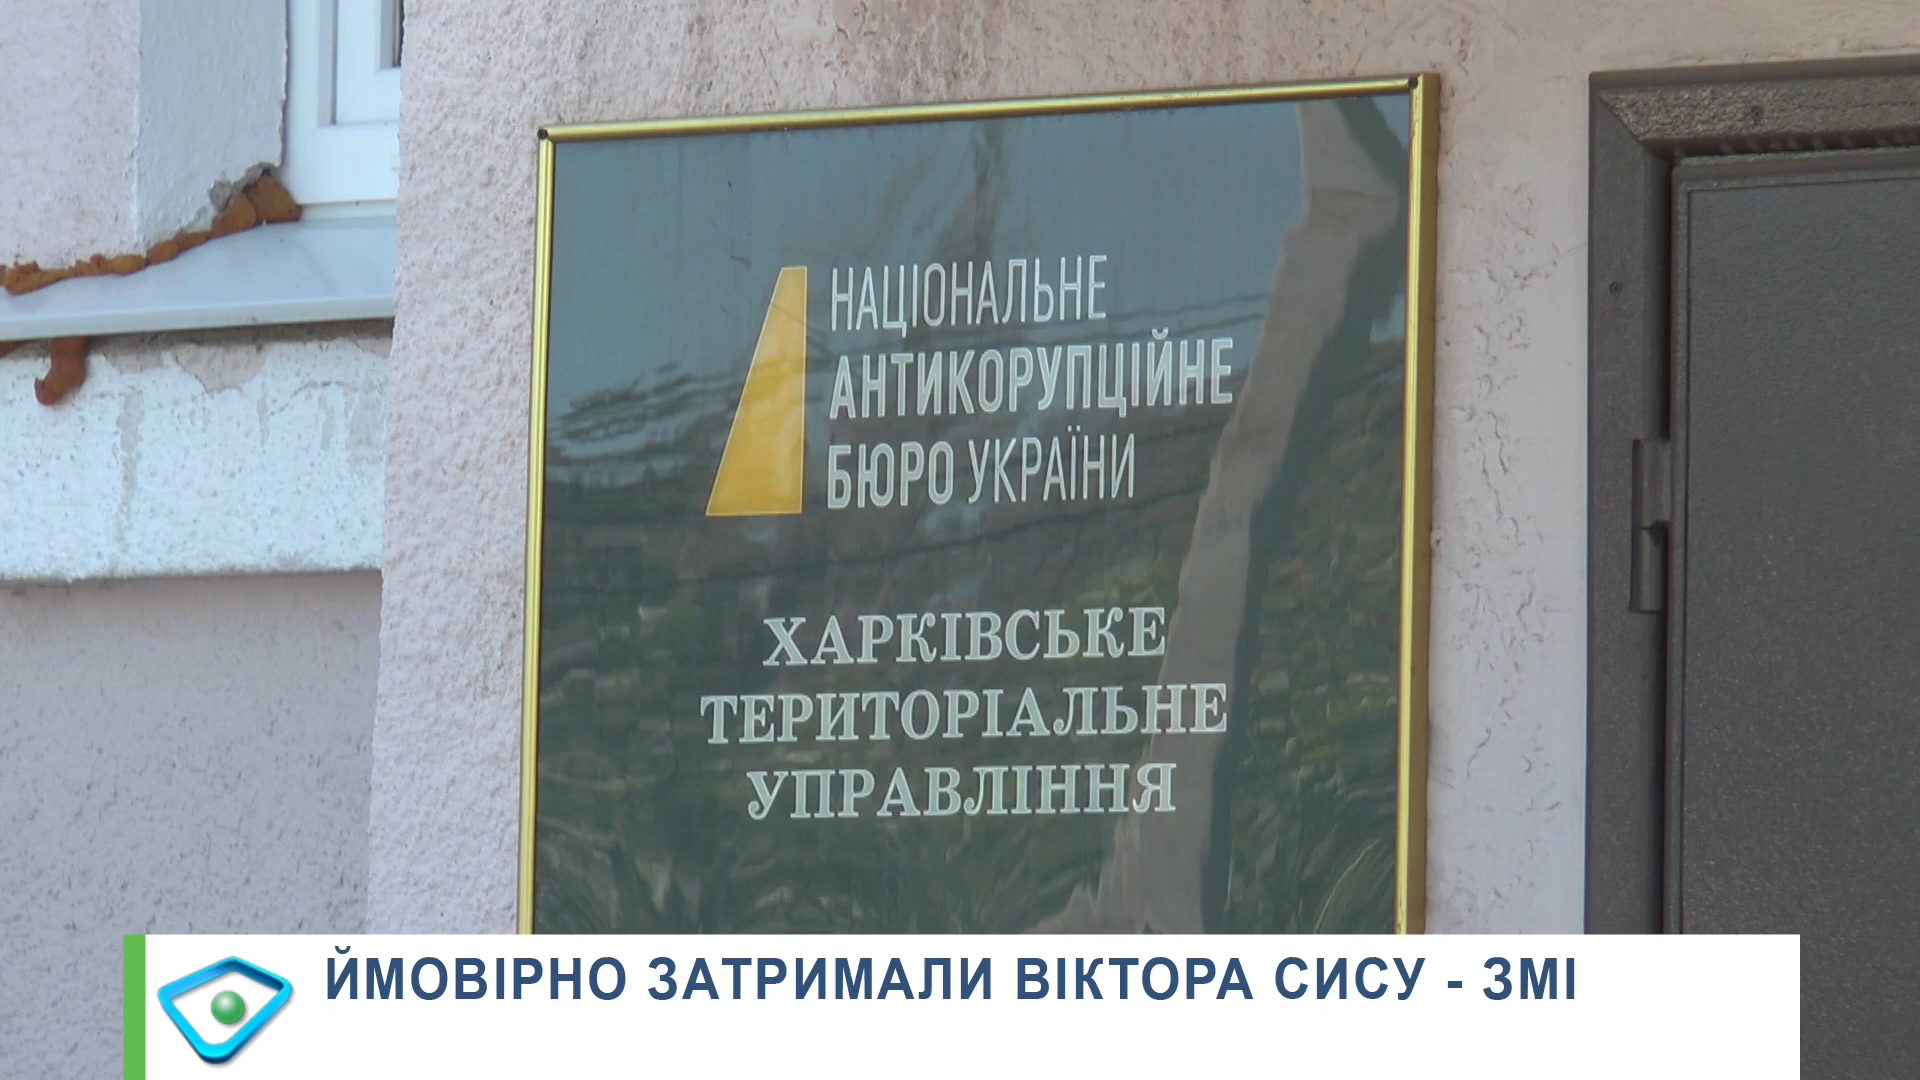 НАЦІОНАЛЬНЕ
АНТИКОРУПЦІЙНЕ
БЮРО УКРАЇНИ
ХАРКІВСЬКЕ
ТЕРИТОРІАЛЬНЕ
УПРАВЛІННЯ
ЙМОВІРНО ЗАТРИМАЛИ ВІКТОРА СИСУ - ЗМІ